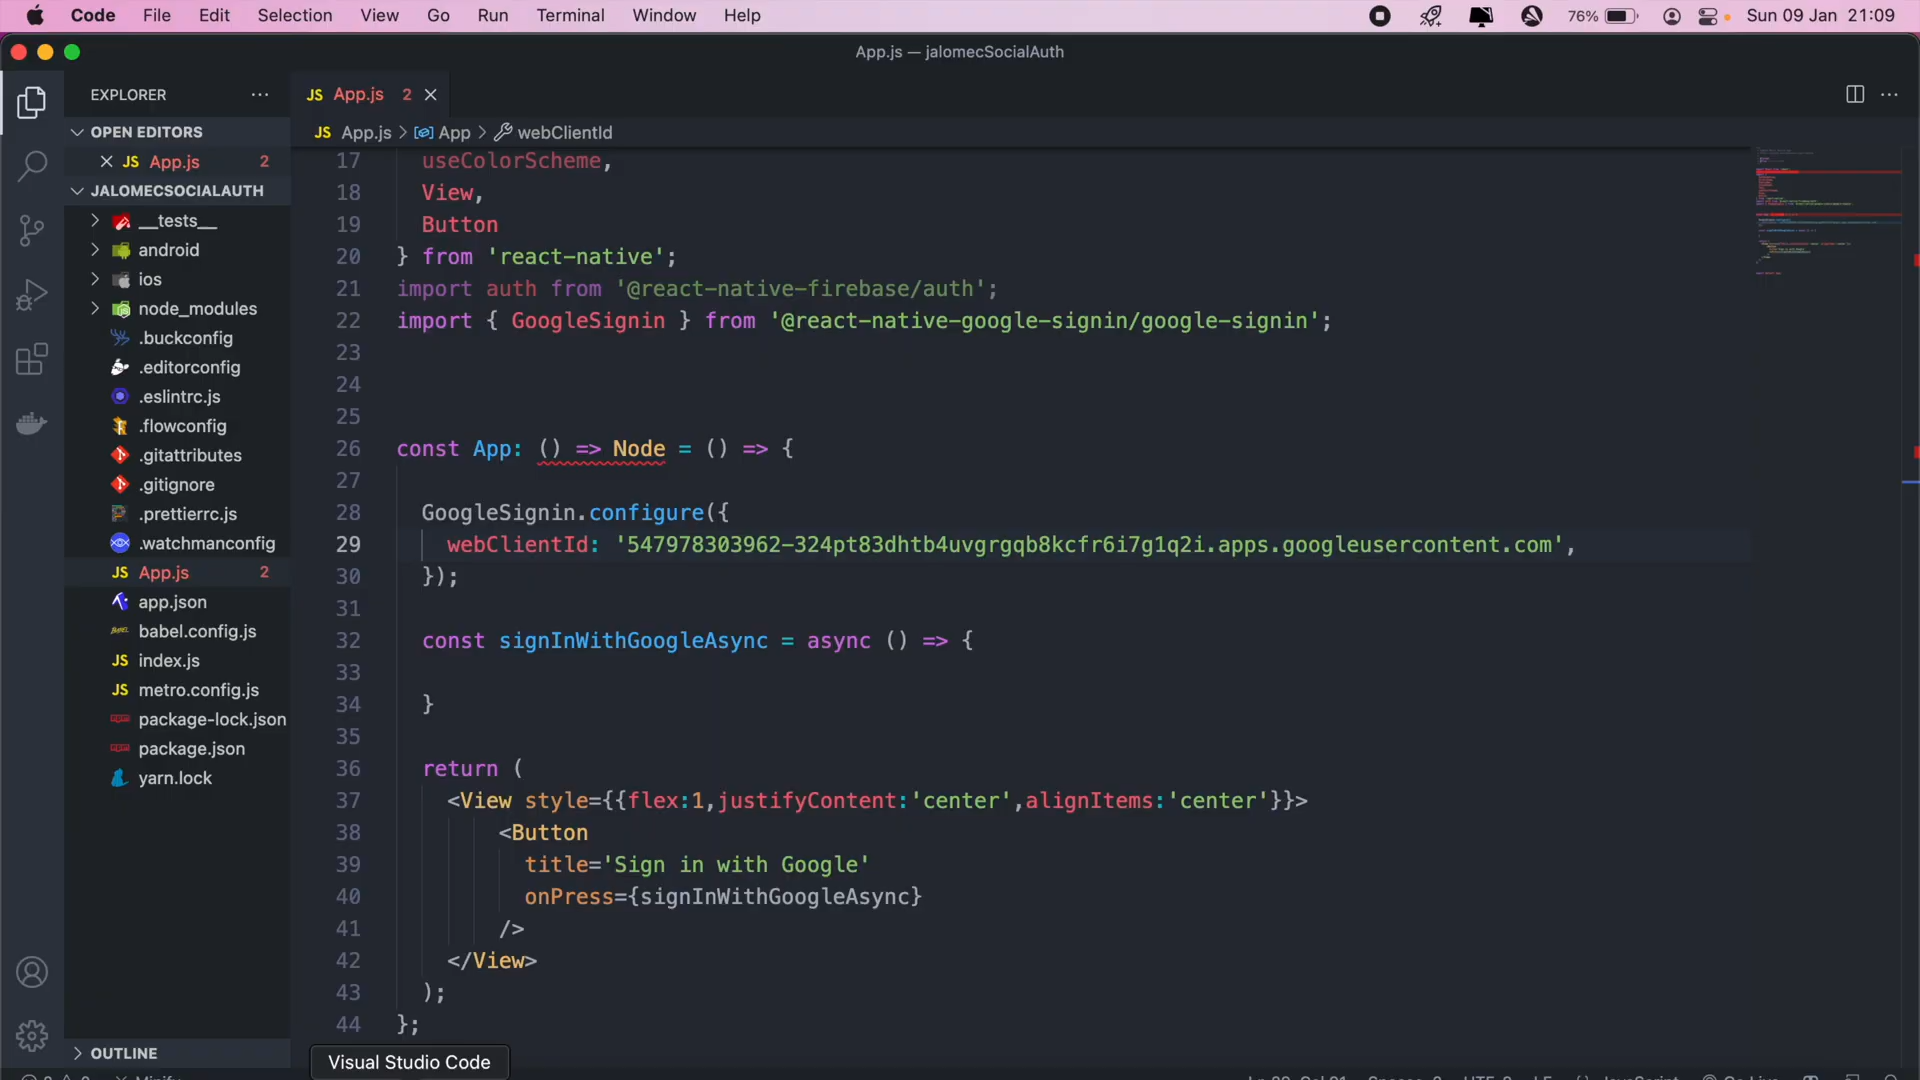 Code File Edit Selection View Go Run Terminal Window Help 76% Sun 09 Jan 21:09
App.js — jalomecSocialAuth
EXPLORER
JS App.js 2
OPEN EDITORS
JS App.js > App > webClientId
JS App.js 2
JALOMECSOCIALAUTH
__tests__
android
ios
node_modules
.buckconfig
.editorconfig
.eslintrc.js
.flowconfig
.gitattributes
.gitignore
.prettierrc.js
.watchmanconfig
JS App.js 2
app.json
babel.config.js
JS index.js
JS metro.config.js
package-lock.json
package.json
yarn.lock
OUTLINE
17 useColorScheme,
18 View,
19 Button
20 } from 'react-native';
21 import auth from '@react-native-firebase/auth';
22 import { GoogleSignin } from '@react-native-google-signin/google-signin';
23
24
25
26 const App: () => Node = () => {
27
28 GoogleSignin.configure({
29 webClientId: '547978303962-324pt83dhtb4uvgrgqb8kcfr6i7g1q2i.apps.googleusercontent.com',
30 });
31
32 const signInWithGoogleAsync = async () => {
33
34 }
35
36 return (
37 <View style={{flex:1,justifyContent:'center',alignItems:'center'}}>
38 <Button
39 title='Sign in with Google'
40 onPress={signInWithGoogleAsync}
41 />
42 </View>
43 );
44 };
Visual Studio Code